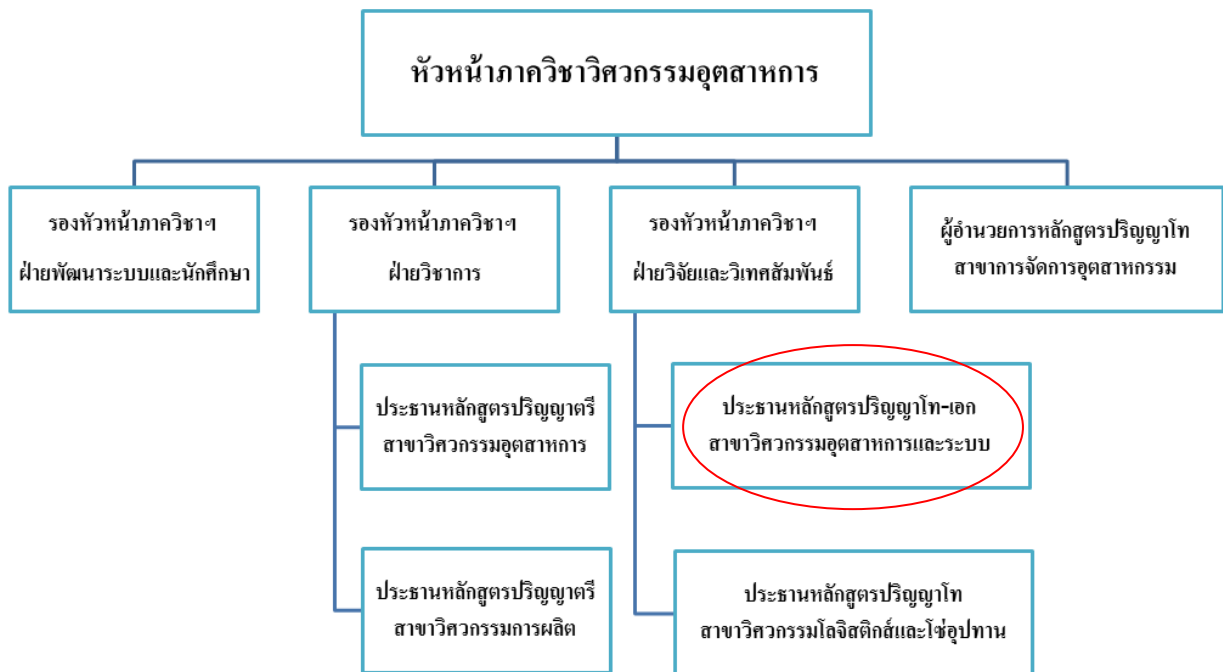 หัวหน้าภาควิชาวิศวกรรมอุตสาหการ
รองหัวหน้าภาควิชาฯ
ฝ่ายพัฒนาระบบและนักศึกษา
รองหัวหน้าภาควิชาฯ
ฝ่ายวิชาการ
รองหัวหน้าภาควิชาฯ
ฝ่ายวิจัยและวิเทศสัมพันธ์
ผู้อำนวยการหลักสูตรปริญญาโท
สาขาการจัดการอุตสาหกรรม
ประธานหลักสูตรปริญญาตรี
สาขาวิศวกรรมอุตสาหการ
ประธานหลักสูตรปริญญาโท-เอก
สาขาวิศวกรรมอุตสาหการและระบบ
ประธานหลักสูตรปริญญาตรี
สาขาวิศวกรรมการผลิต
ประธานหลักสูตรปริญญาโท
สาขาวิศวกรรมโลจิสติกส์และโซ่อุปทาน